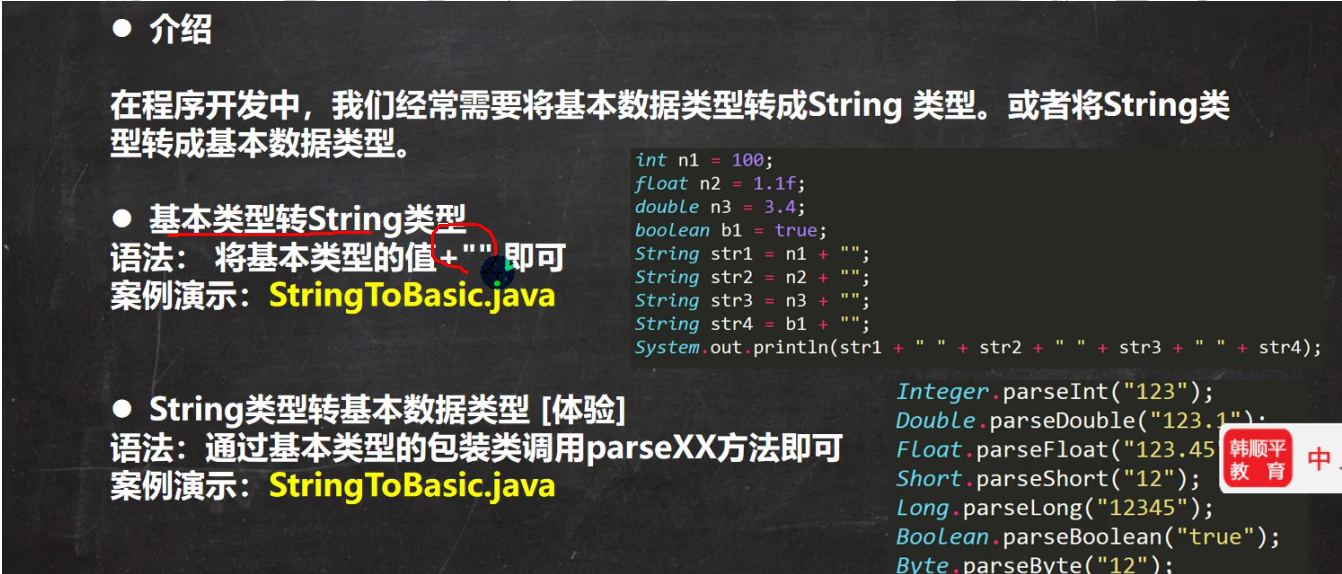 ● 介绍
在程序开发中，我们经常需要将基本数据类型转成String 类型。或者将String类
型转成基本数据类型。
● 基本类型转String类型
语法： 将基本类型的值+"" 即可
案例演示：StringToBasic.java
int n1 = 100;
float n2 = 1.1f;
double n3 = 3.4;
boolean b1 = true;
String str1 = n1 + "";
String str2 = n2 + "";
String str3 = n3 + "";
String str4 = b1 + "";
System.out.println(str1 + " " + str2 + " " + str3 + " " + str4);
● String类型转基本数据类型 [体验]
语法：通过基本类型的包装类调用parseXX方法即可
案例演示：StringToBasic.java
Integer.parseInt("123");
Double.parseDouble("123.1");
Float.parseFloat("123.45
Short.parseShort("12");
Long.parseLong("12345");
Boolean.parseBoolean("true");
Byte.parseByte("12");
韩顺平
教 育
中